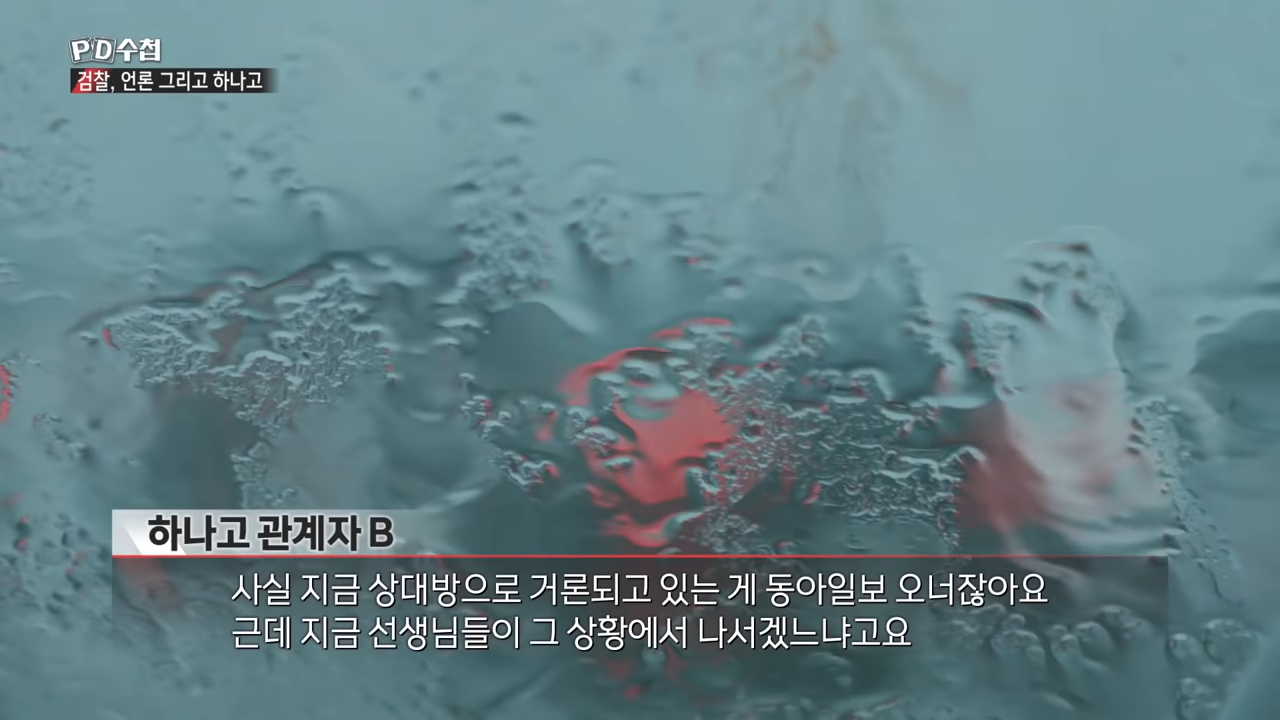 PD수첩
검찰, 언론 그리고 하나고
하나고 관계자 B
사실 지금 상대방으로 거론되고 있는 게 동아일보 오너잖아요
근데 지금 선생님들이 그 상황에서 나서겠느냐고요